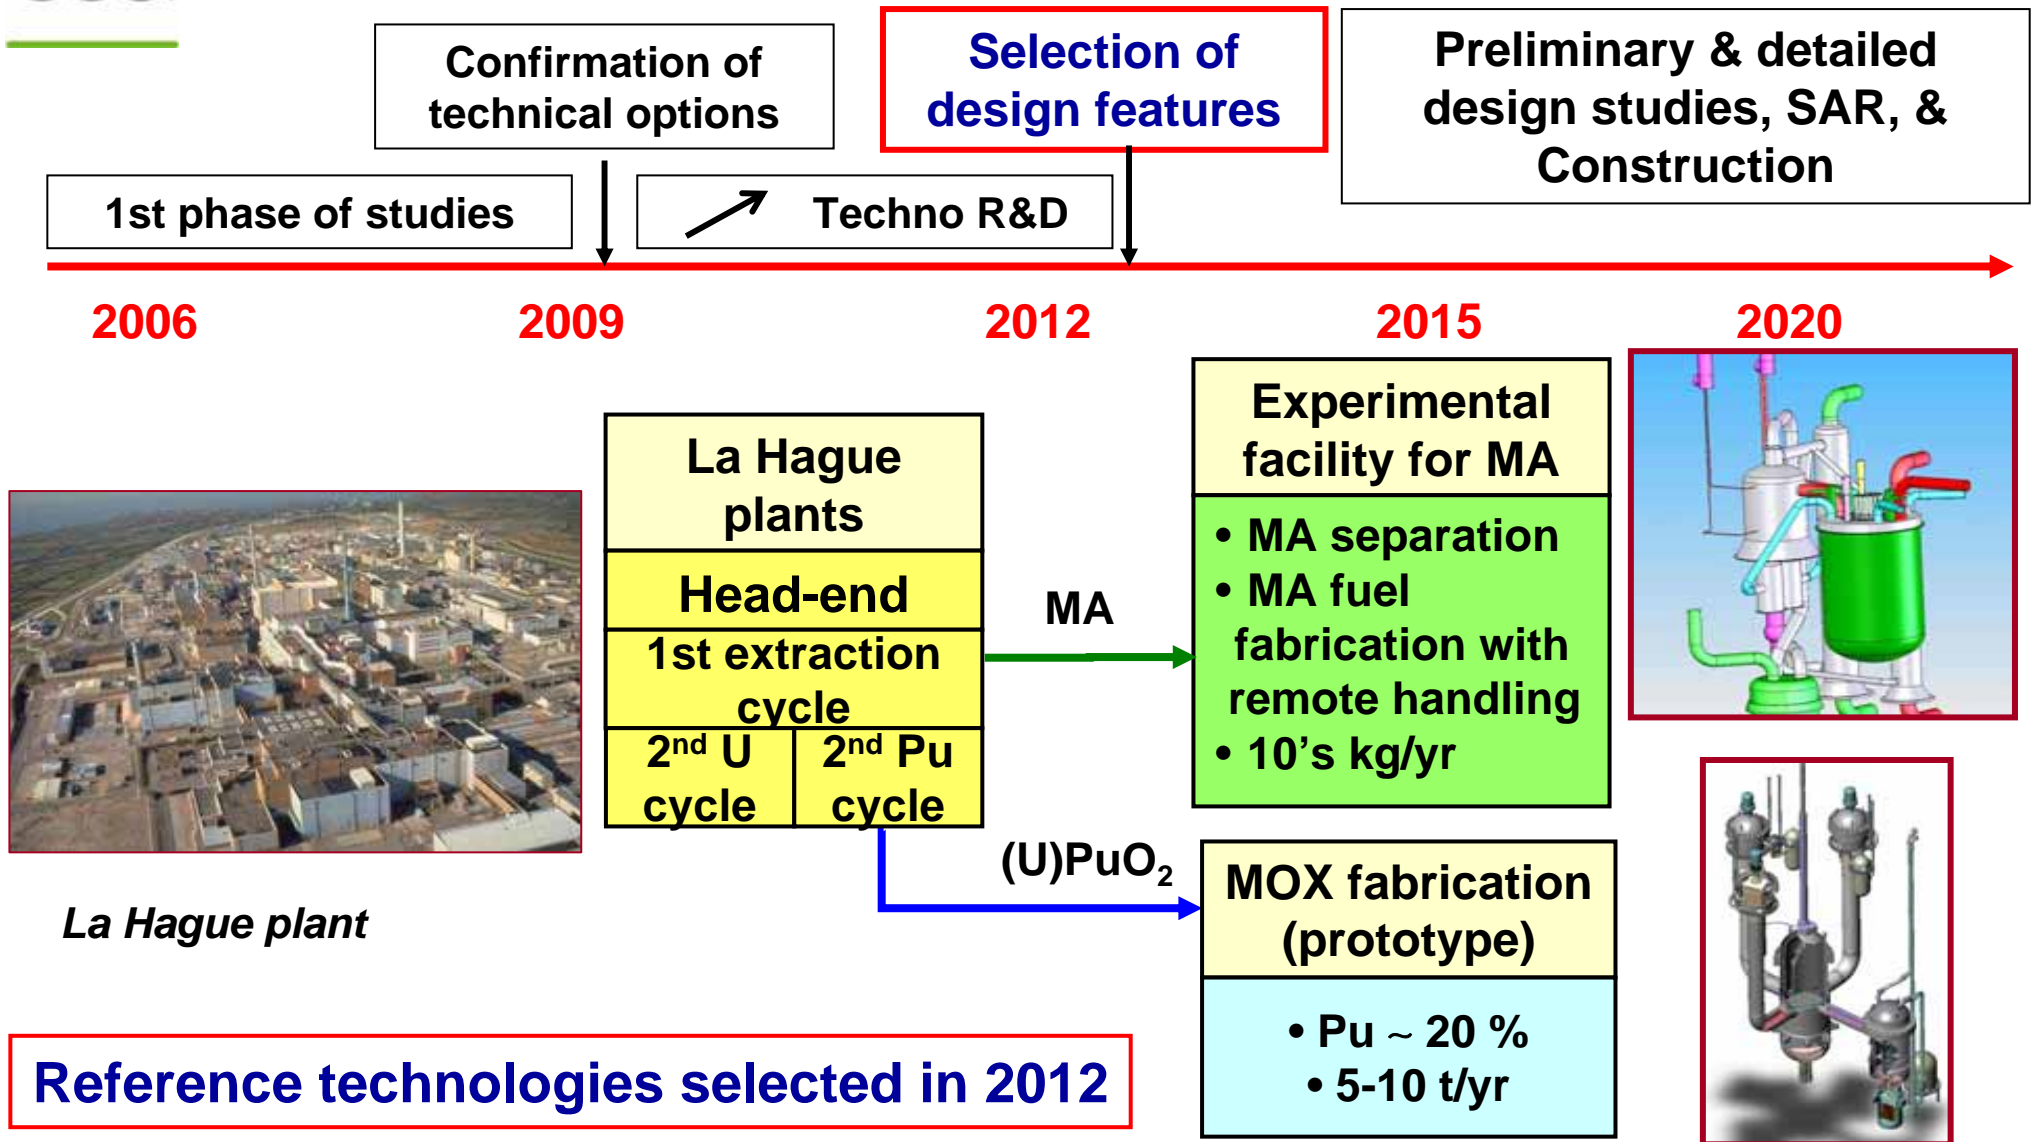 Confirmation of
technical options
Selection of
design features
Preliminary & detailed
design studies, SAR, &
Construction
1st phase of studies
Techno R&D
2006
2009
2012
2015
2020
La Hague
plants
Head-end
1st extraction
cycle
2nd U
cycle
2nd Pu
cycle
MA
Experimental
facility for MA
• MA separation
• MA fuel
fabrication with
remote handling
• 10’s kg/yr
(U)PuO₂
MOX fabrication
(prototype)
• Pu ~ 20 %
• 5-10 t/yr
La Hague plant
Reference technologies selected in 2012